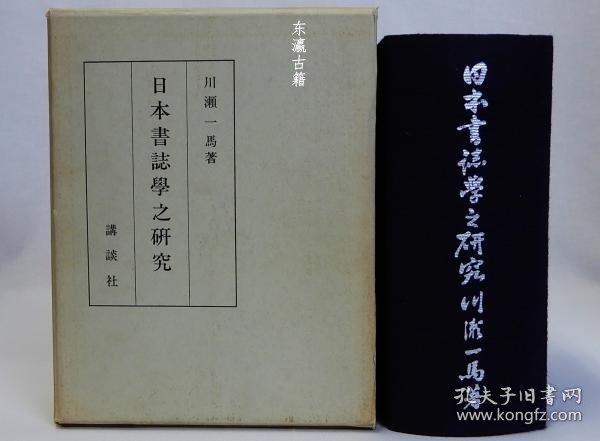 东瀛古籍
川瀬一馬著
日本書誌學之研究
講談社
日本書誌學之研究 川瀬一馬著
孔夫子旧书网
www.kongfz.com